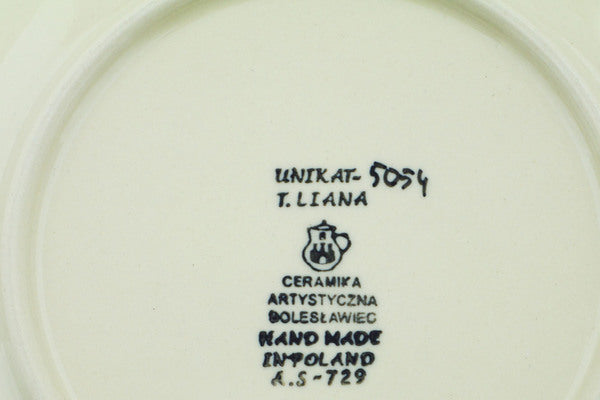 UNIKAT-5054
T.LIANA
CERAMIKA
ARTYSTYCZNA
BOLESŁAWIEC
HAND MADE
IN POLAND
A.S-729